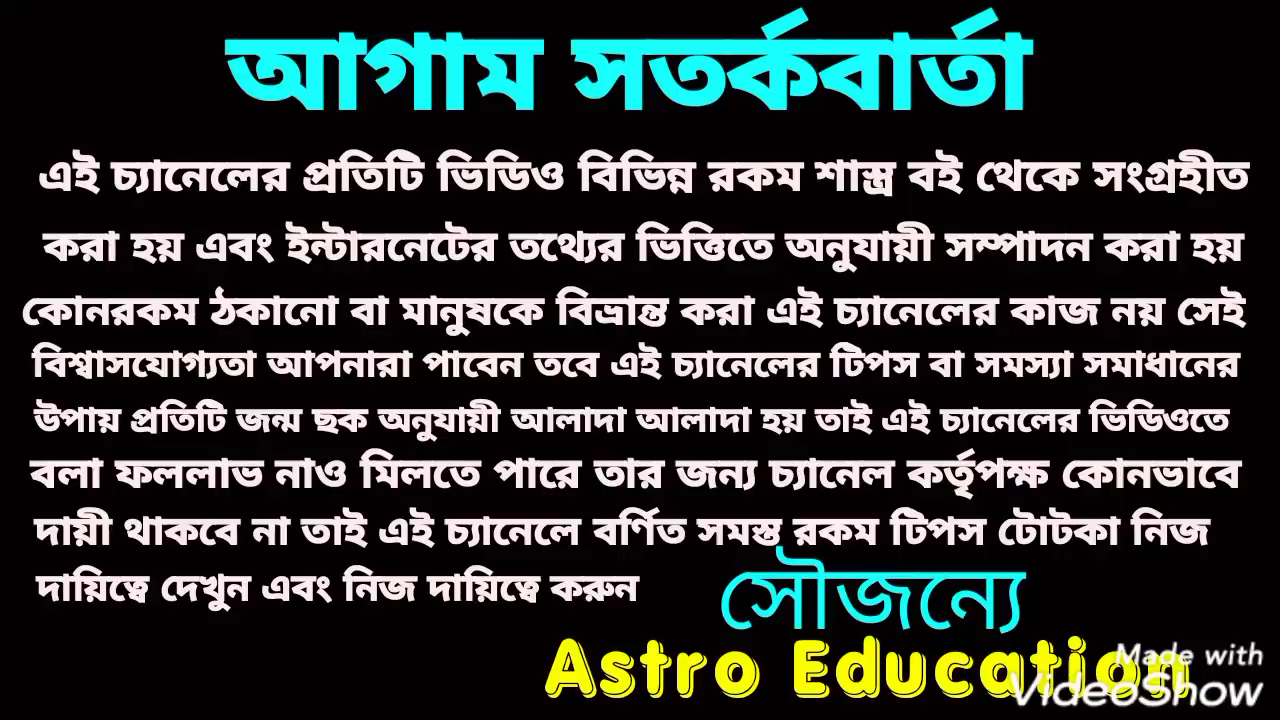 আগাম সতর্কবার্তা
এই চ্যানেলের প্রতিটি ভিডিও বিভিন্ন রকম শাস্ত্র বই থেকে সংগ্রহীত
করা হয় এবং ইন্টারনেটের তথ্যের ভিত্তিতে অনুযায়ী সম্পাদন করা হয়
কোনরকম ঠকানো বা মানুষকে বিভ্রান্ত করা এই চ্যানেলের কাজ নয় সেই
বিশ্বাসযোগ্যতা আপনারা পাবেন তবে এই চ্যানেলের টিপস বা সমস্যা সমাধানের
উপায় প্রতিটি জন্ম ছক অনুযায়ী আলাদা আলাদা হয় তাই এই চ্যানেলের ভিডিওতে
বলা ফললাভ নাও মিলতে পারে তার জন্য চ্যানেল কর্তৃপক্ষ কোনভাবে
দায়ী থাকবে না তাই এই চ্যানেলে বর্ণিত সমস্ত রকম টিপস টোটকা নিজ
দায়িত্বে দেখুন এবং নিজ দায়িত্বে করুন
সৌজন্যে
Astro Education
Made with
VideoShow